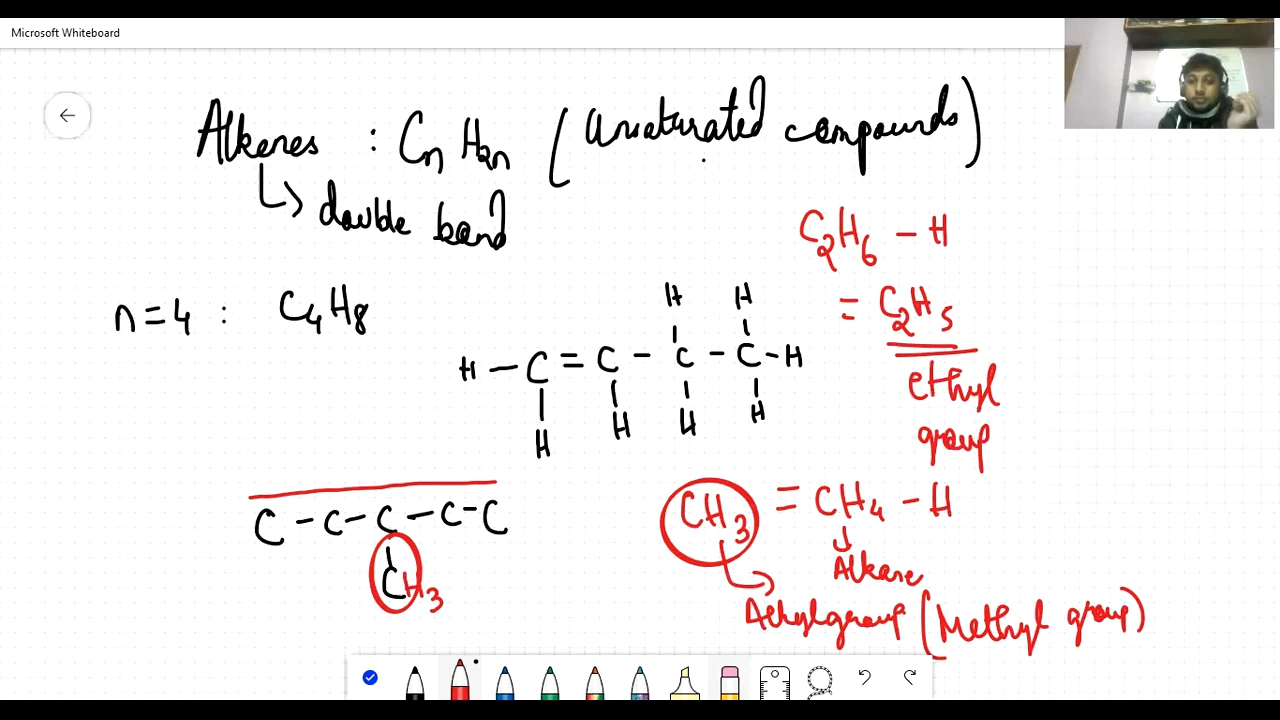 Microsoft Whiteboard
Alkenes : CnH2n (Unsaturated compounds)
↳ double bond
C2H6 - H
= C2H5
ethyl
group
n=4 : C4H8
H H
H - C = C - C - C - H
H H H H
C - C - C - C - C
CH3
CH3 = CH4 - H
Alkane
Alkyl group (Methyl group)